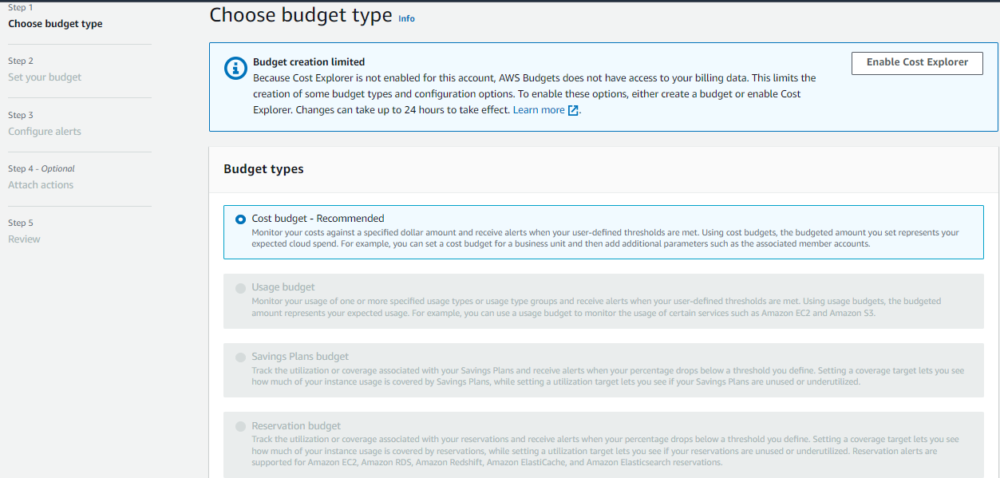 Step 1
Choose budget type
Step 2
Set your budget
Step 3
Configure alerts
Step 4 - Optional
Attach actions
Step 5
Review
Choose budget type Info
Budget creation limited
Because Cost Explorer is not enabled for this account, AWS Budgets does not have access to your billing data. This limits the
creation of some budget types and configuration options. To enable these options, either create a budget or enable Cost
Explorer. Changes can take up to 24 hours to take effect. Learn more.
Enable Cost Explorer
Budget types
Cost budget - Recommended
Monitor your costs against a specified dollar amount and receive alerts when your user-defined thresholds are met. Using cost budgets, the budgeted amount you set represents your
expected cloud spend. For example, you can set a cost budget for a business unit and then add additional parameters such as the associated member accounts.
Usage budget
Monitor your usage of one or more specified usage types or usage type groups and receive alerts when your user-defined thresholds are met. Using usage budgets, the budgeted
amount represents your expected usage. For example, you can use a usage budget to monitor the usage of certain services such as Amazon EC2 and Amazon S3.
Savings Plans budget
Track the utilization or coverage associated with your Savings Plans and receive alerts when your percentage drops below a threshold you define. Setting a coverage target lets you see
how much of your instance usage is covered by Savings Plans, while setting a utilization target lets you see if your Savings Plans are unused or underutilized.
Reservation budget
Track the utilization or coverage associated with your reservations and receive alerts when your percentage drops below a threshold you define. Setting a coverage target lets you see
how much of your instance usage is covered by reservations, while setting a utilization target lets you see if your reservations are unused or underutilized. Reservation alerts are
supported for Amazon EC2, Amazon RDS, Amazon Redshift, Amazon ElastiCache, and Amazon Elasticsearch reservations.